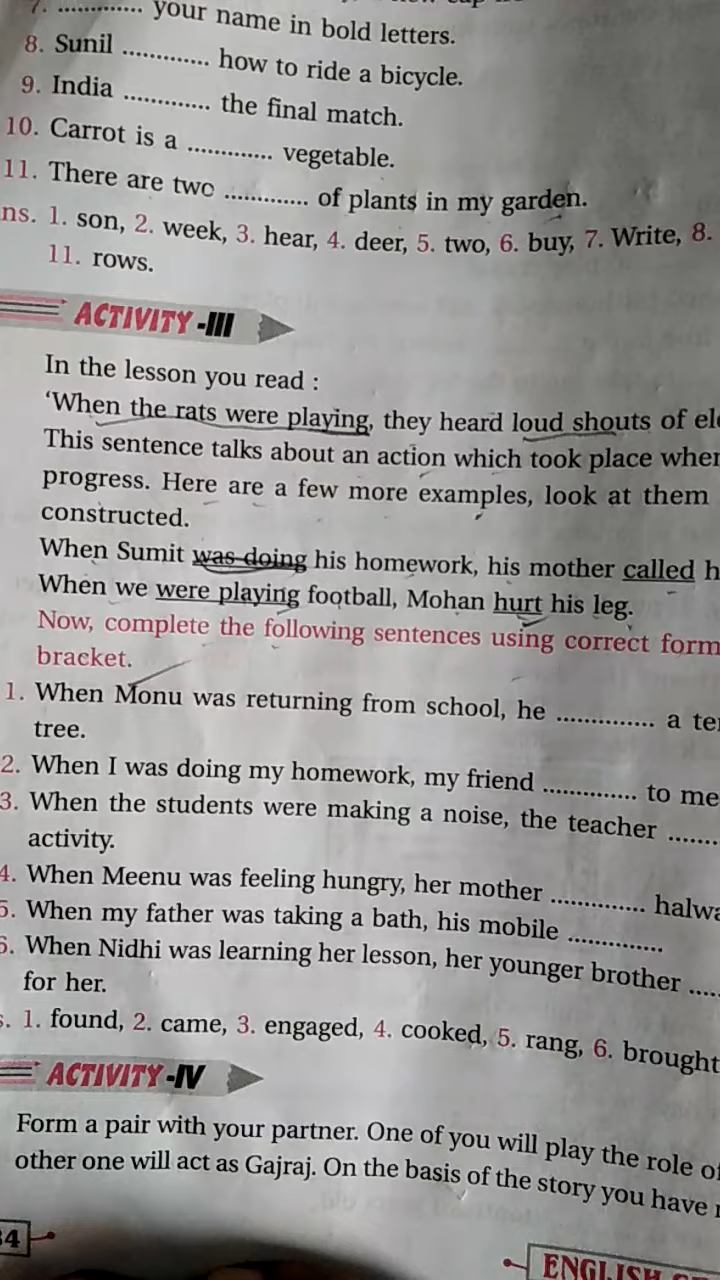 7. .............. your name in bold letters.
8. Sunil ............. how to ride a bicycle.
9. India ............. the final match.
10. Carrot is a ............. vegetable.
11. There are two ............. of plants in my garden.
ns. 1. son, 2. week, 3. hear, 4. deer, 5. two, 6. buy, 7. Write, 8.
11. rows.
ACTIVITY-III
In the lesson you read :
‘When the rats were playing, they heard loud shouts of
This sentence talks about an action which took place when
progress. Here are a few more examples, look at them
constructed.
When Sumit was doing his homework, his mother called h
When we were playing football, Mohan hurt his leg.
Now, complete the following sentences using correct form
bracket.
1. When Monu was returning from school, he .............. a te
tree.
2. When I was doing my homework, my friend .............. to me
3. When the students were making a noise, the teacher .......
activity.
4. When Meenu was feeling hungry, her mother .............. halwa
5. When my father was taking a bath, his mobile ..............
6. When Nidhi was learning her lesson, her younger brother .....
for her.
s. 1. found, 2. came, 3. engaged, 4. cooked, 5. rang, 6. brought
ACTIVITY-IV
Form a pair with your partner. One of you will play the role of
other one will act as Gajraj. On the basis of the story you have
34
ENGLISH